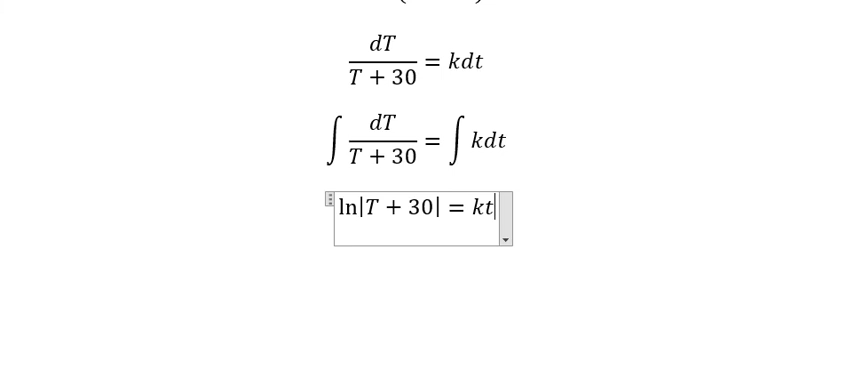 dT/(T + 30) = kdt
∫ dT/(T + 30) = ∫ kdt
ln|T + 30| = kt